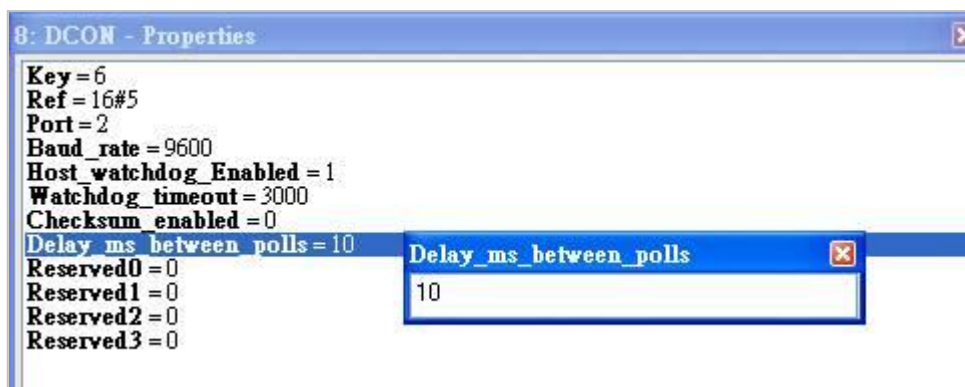 8: DCON - Properties
Key = 6
Ref = 16#5
Port = 2
Baud_rate = 9600
Host_watchdog_Enabled = 1
Watchdog_timeout = 3000
Checksum_enabled = 0
Delay_ms_between_polls = 10
Reserved0 = 0
Reserved1 = 0
Reserved2 = 0
Reserved3 = 0
Delay_ms_between_polls
10